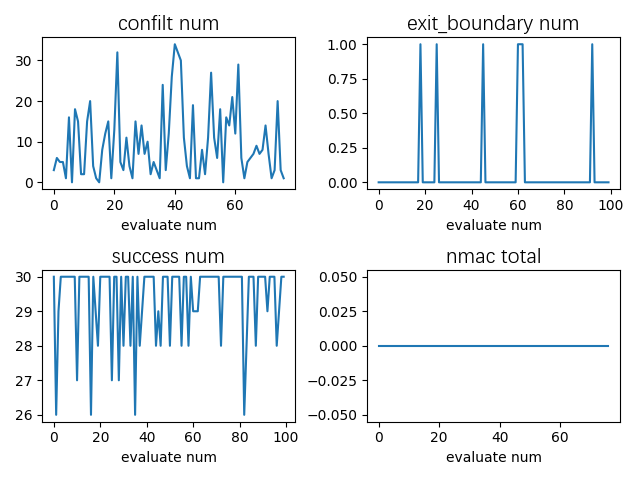 confilt num
30
20
10
0
0 20 40 60
evaluate num
exit_boundary num
1.00
0.75
0.50
0.25
0.00
0 20 40 60 80 100
evaluate num
success num
30
29
28
27
26
0 20 40 60 80 100
evaluate num
nmac total
0.050
0.025
0.000
−0.025
−0.050
0 20 40 60
evaluate num